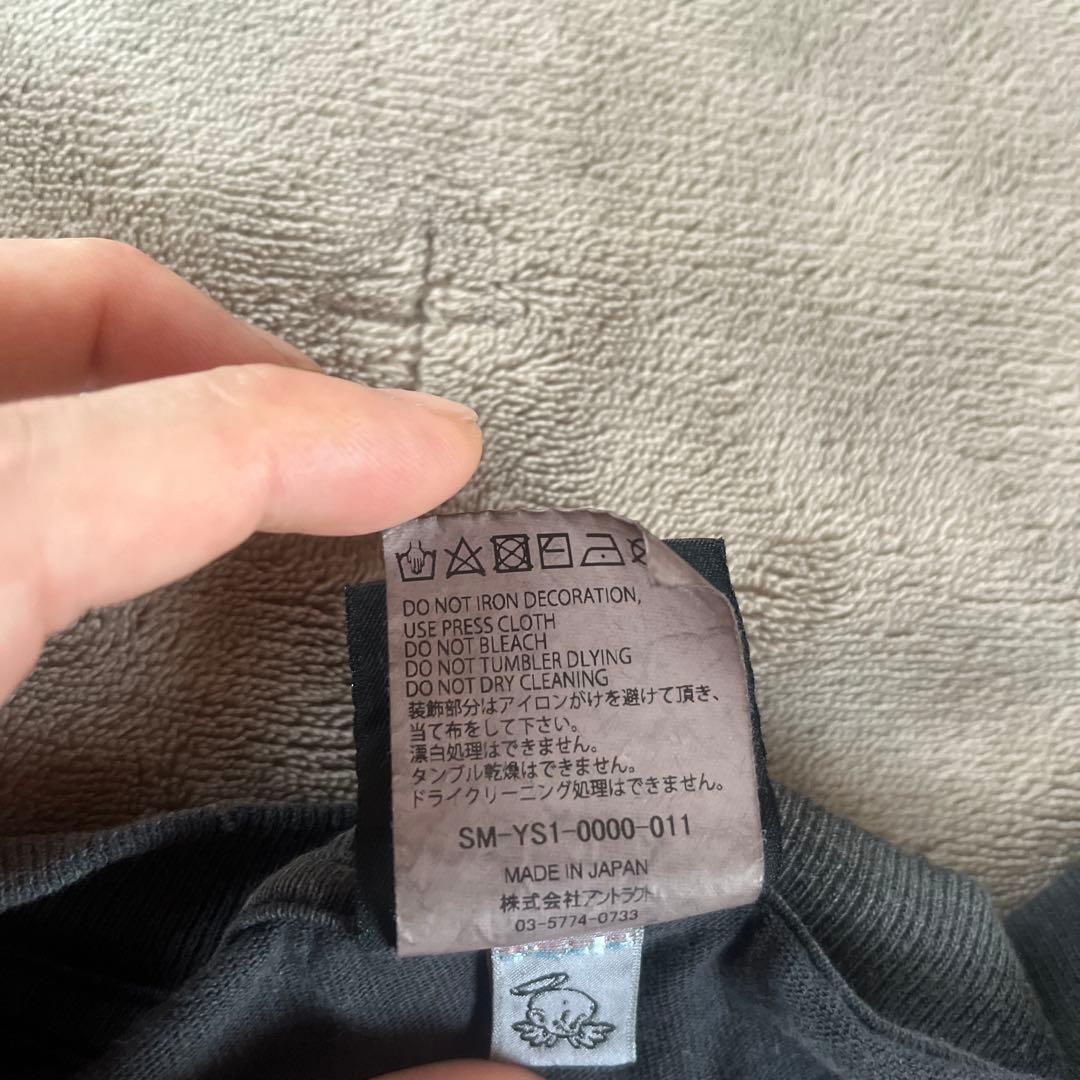 DO NOT IRON DECORATION,
USE PRESS CLOTH
DO NOT BLEACH
DO NOT TUMBLER DLYING
DO NOT DRY CLEANING
装飾部分はアイロンがけを避けて頂き、
当て布をして下さい。
漂白処理はできません。
タンブル乾燥はできません。
ドライクリーニング処理はできません。
SM-YS1-0000-011
MADE IN JAPAN
株式会社アントラクト
03-5774-0733